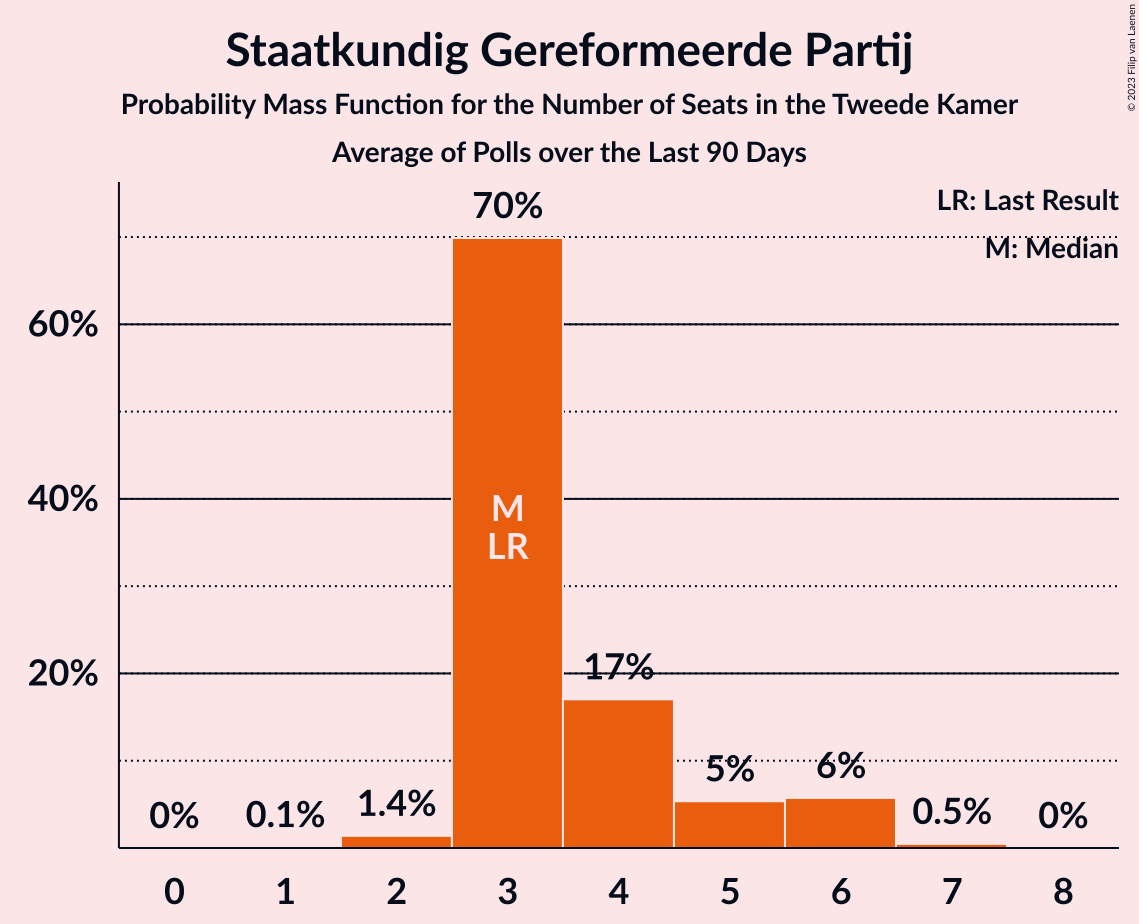 Staatkundig Gereformeerde Partij
Probability Mass Function for the Number of Seats in the Tweede Kamer
Average of Polls over the Last 90 Days
© 2023 Filip van Laenen
LR: Last Result
M: Median
60%
40%
20%
0%
0.1%
1.4%
70%
M
LR
17%
5%
6%
0.5%
0%
0 1 2 3 4 5 6 7 8